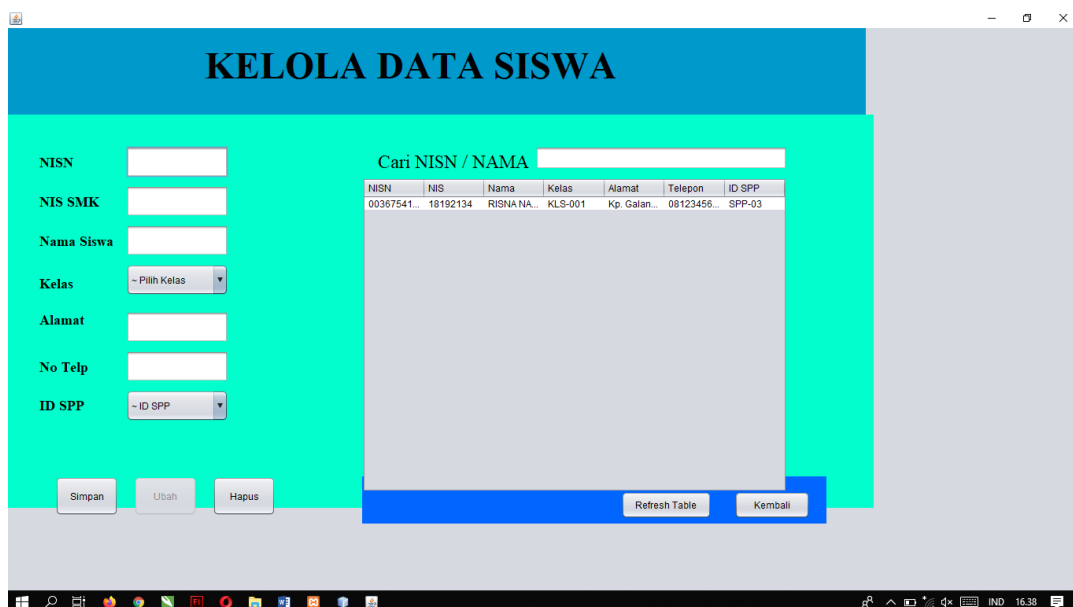 KELOLA DATA SISWA
NISN
NIS SMK
Nama Siswa
Kelas
~ Pilih Kelas
Alamat
No Telp
ID SPP
~ ID SPP
Simpan
Ubah
Hapus
Cari NISN / NAMA
NISN NIS Nama Kelas Alamat Telepon ID SPP
00367541... 18192134 RISNA NA... KLS-001 Kp. Galan... 08123456... SPP-03
Refresh Table
Kembali
IND 16.38